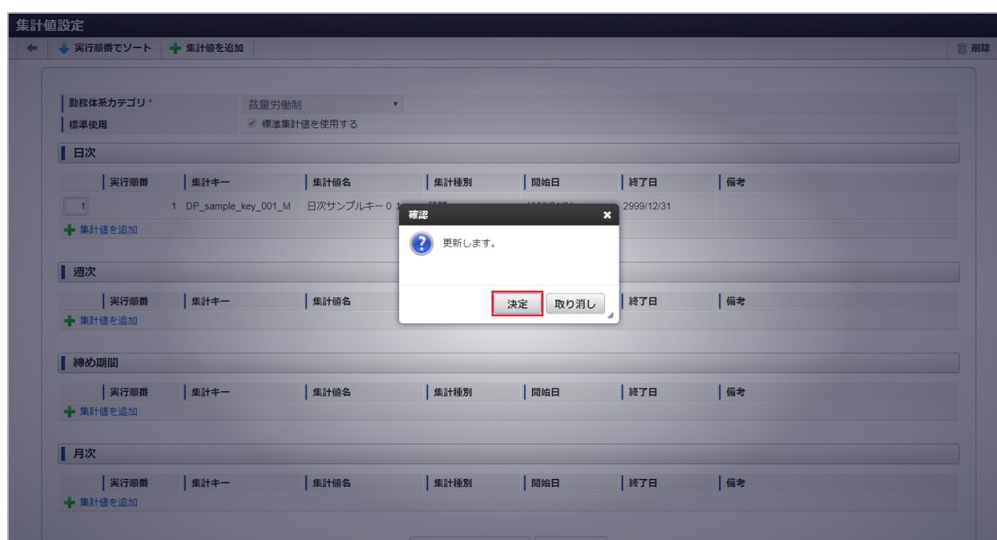 集計値設定
実行順番でソート 集計値を追加 削除
勤務体系カテゴリ * 裁量労働制
標準使用 標準集計値を使用する
日次
実行順番 集計キー 集計値名 集計種別 開始日 終了日 備考
1 1 DP_sample_key_001_M 日次サンプルキー０１ 2999/12/31
集計値を追加
確認
更新します。
決定 取り消し
週次
実行順番 集計キー 集計値名 終了日 備考
集計値を追加
締め期間
実行順番 集計キー 集計値名 集計種別 開始日 終了日 備考
集計値を追加
月次
実行順番 集計キー 集計値名 集計種別 開始日 終了日 備考
集計値を追加